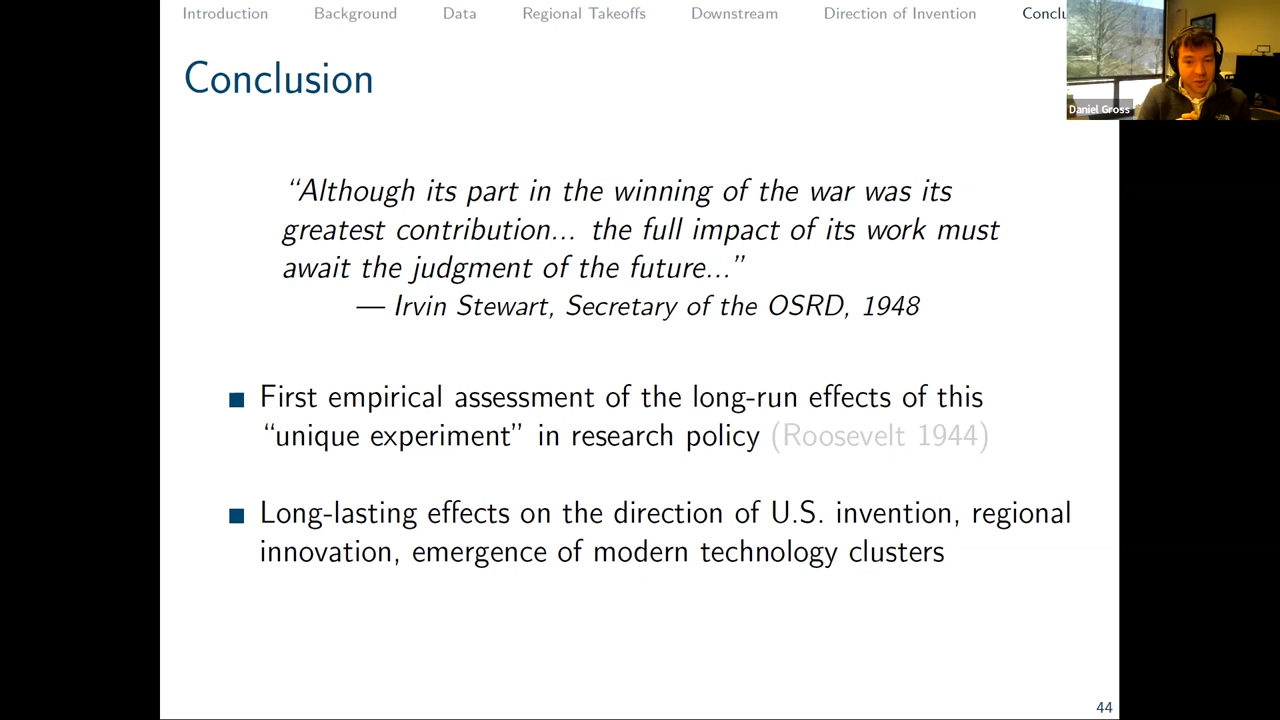 Introduction Background Data Regional Takeoffs Downstream Direction of Invention Conclu
Daniel Gross
Conclusion
“Although its part in the winning of the war was its
greatest contribution... the full impact of its work must
await the judgment of the future...”
— Irvin Stewart, Secretary of the OSRD, 1948
First empirical assessment of the long-run effects of this
“unique experiment” in research policy (Roosevelt 1944)
Long-lasting effects on the direction of U.S. invention, regional
innovation, emergence of modern technology clusters
44